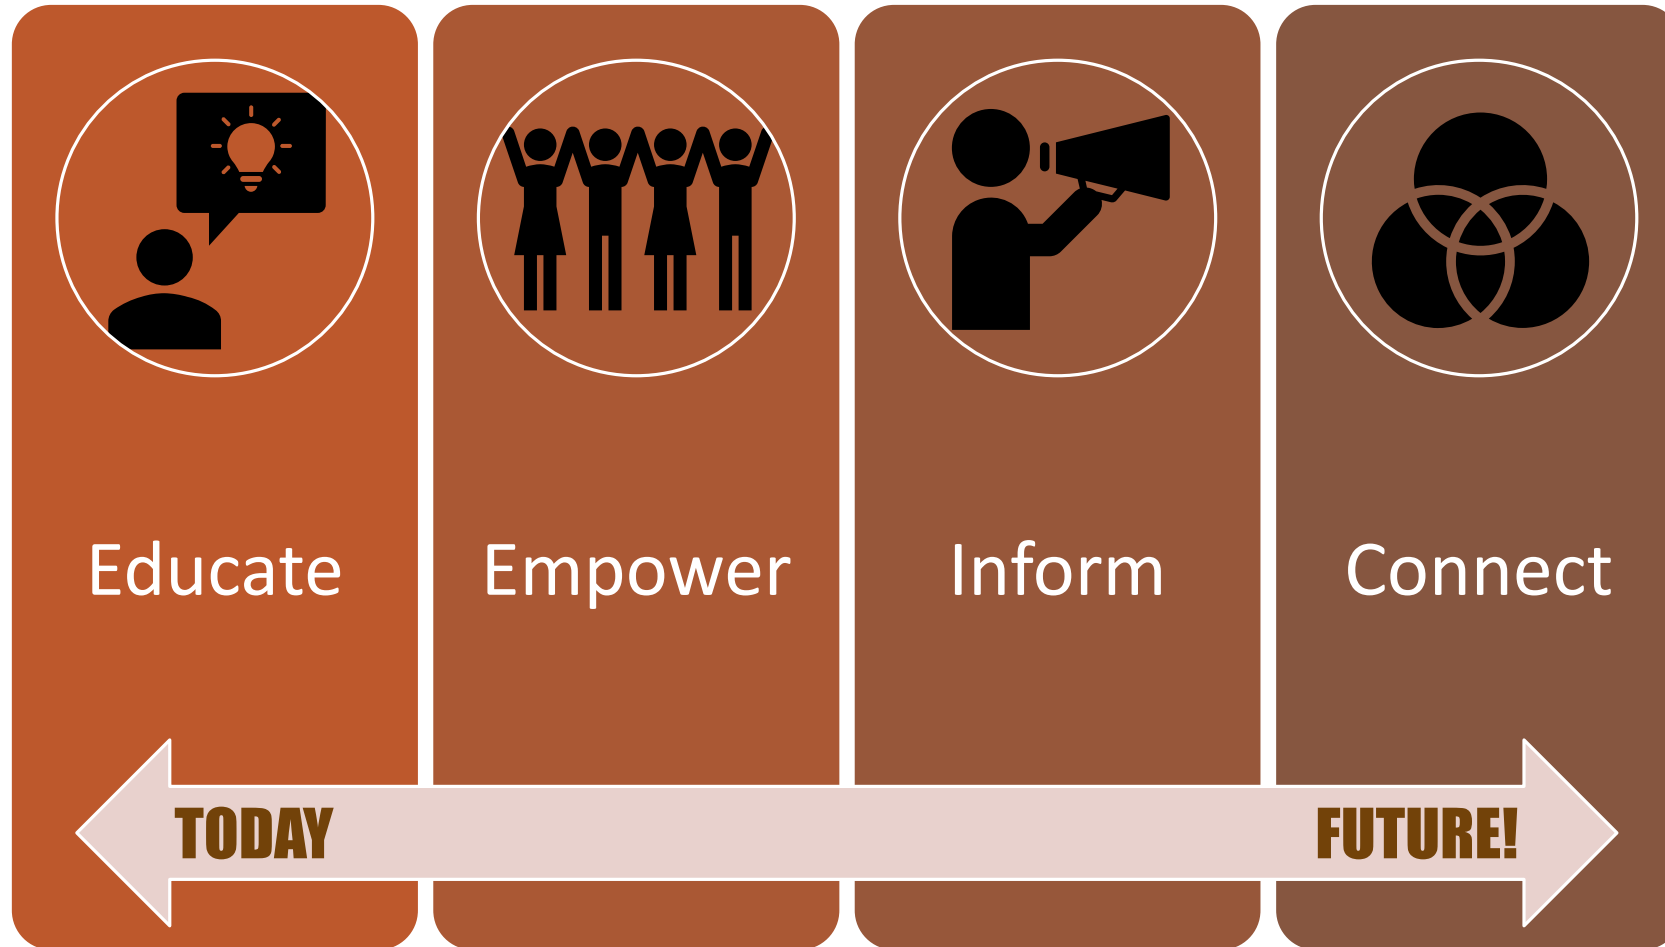 Educate
Empower
Inform
Connect
TODAY
FUTURE!